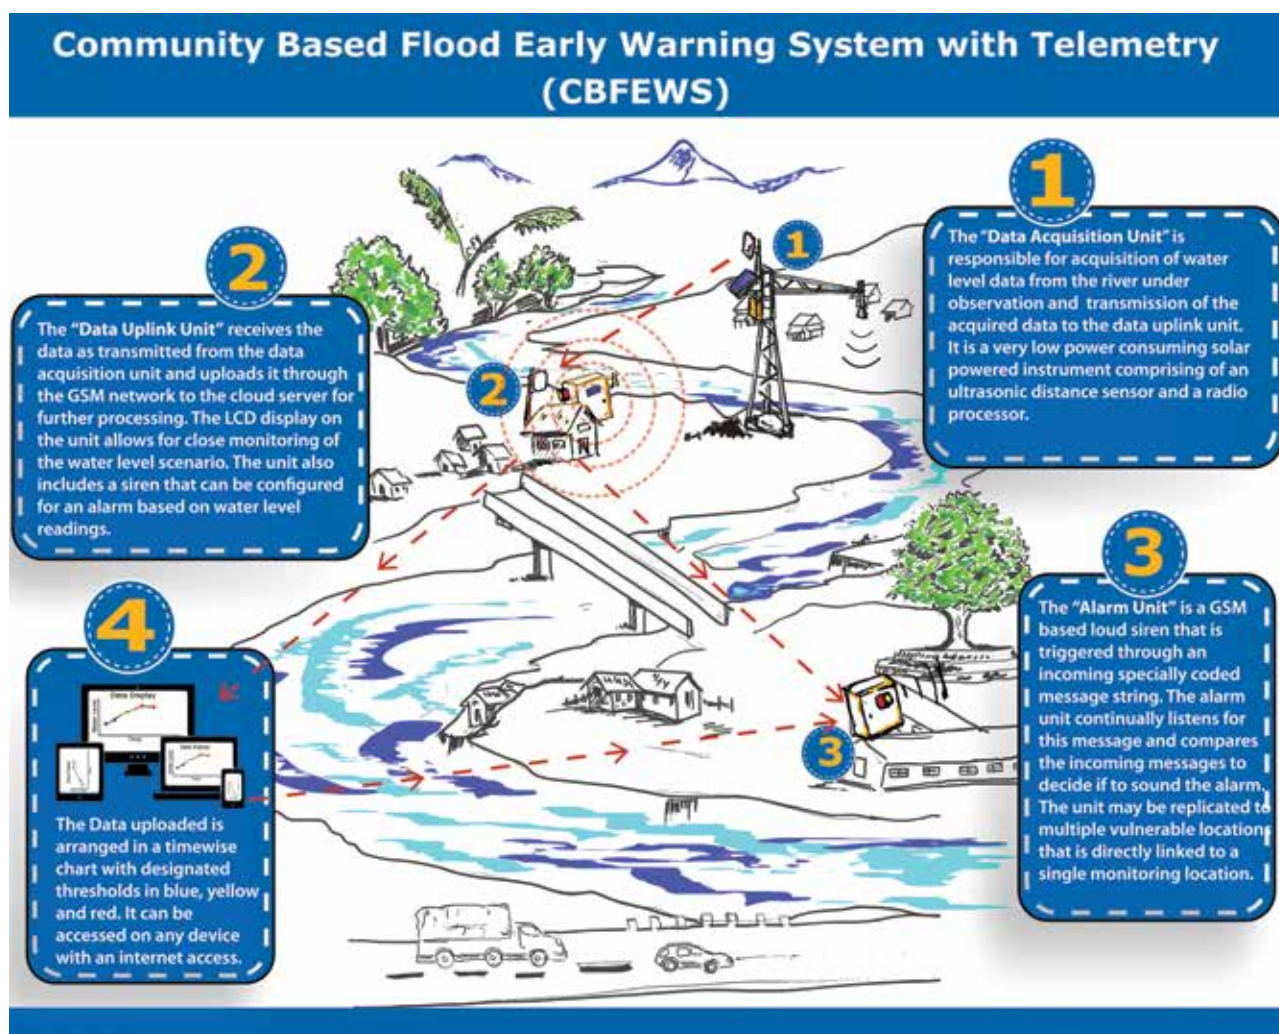 Community Based Flood Early Warning System with Telemetry
(CBFEWS)
1
The "Data Acquisition Unit" is
responsible for acquisition of water
level data from the river under
observation and transmission of the
acquired data to the data uplink unit.
It is a very low power consuming solar
powered instrument comprising of an
ultrasonic distance sensor and a radio
processor.
1
2
The "Data Uplink Unit" receives the
data as transmitted from the data
acquisition unit and uploads it through
the GSM network to the cloud server for
further processing. The LCD display on
the unit allows for close monitoring of
the water level scenario. The unit also
includes a siren that can be configured
for an alarm based on water level
readings.
2
3
The "Alarm Unit" is a GSM
based loud siren that is
triggered through an
incoming specially coded
message string. The alarm
unit continually listens for
this message and compares
the incoming messages to
decide if to sound the alarm.
The unit may be replicated to
multiple vulnerable locations
that is directly linked to a
single monitoring location.
3
4
Data Display
Time
The Data uploaded is
arranged in a timewise
chart with designated
thresholds in blue, yellow
and red. It can be
accessed on any device
with an internet access.